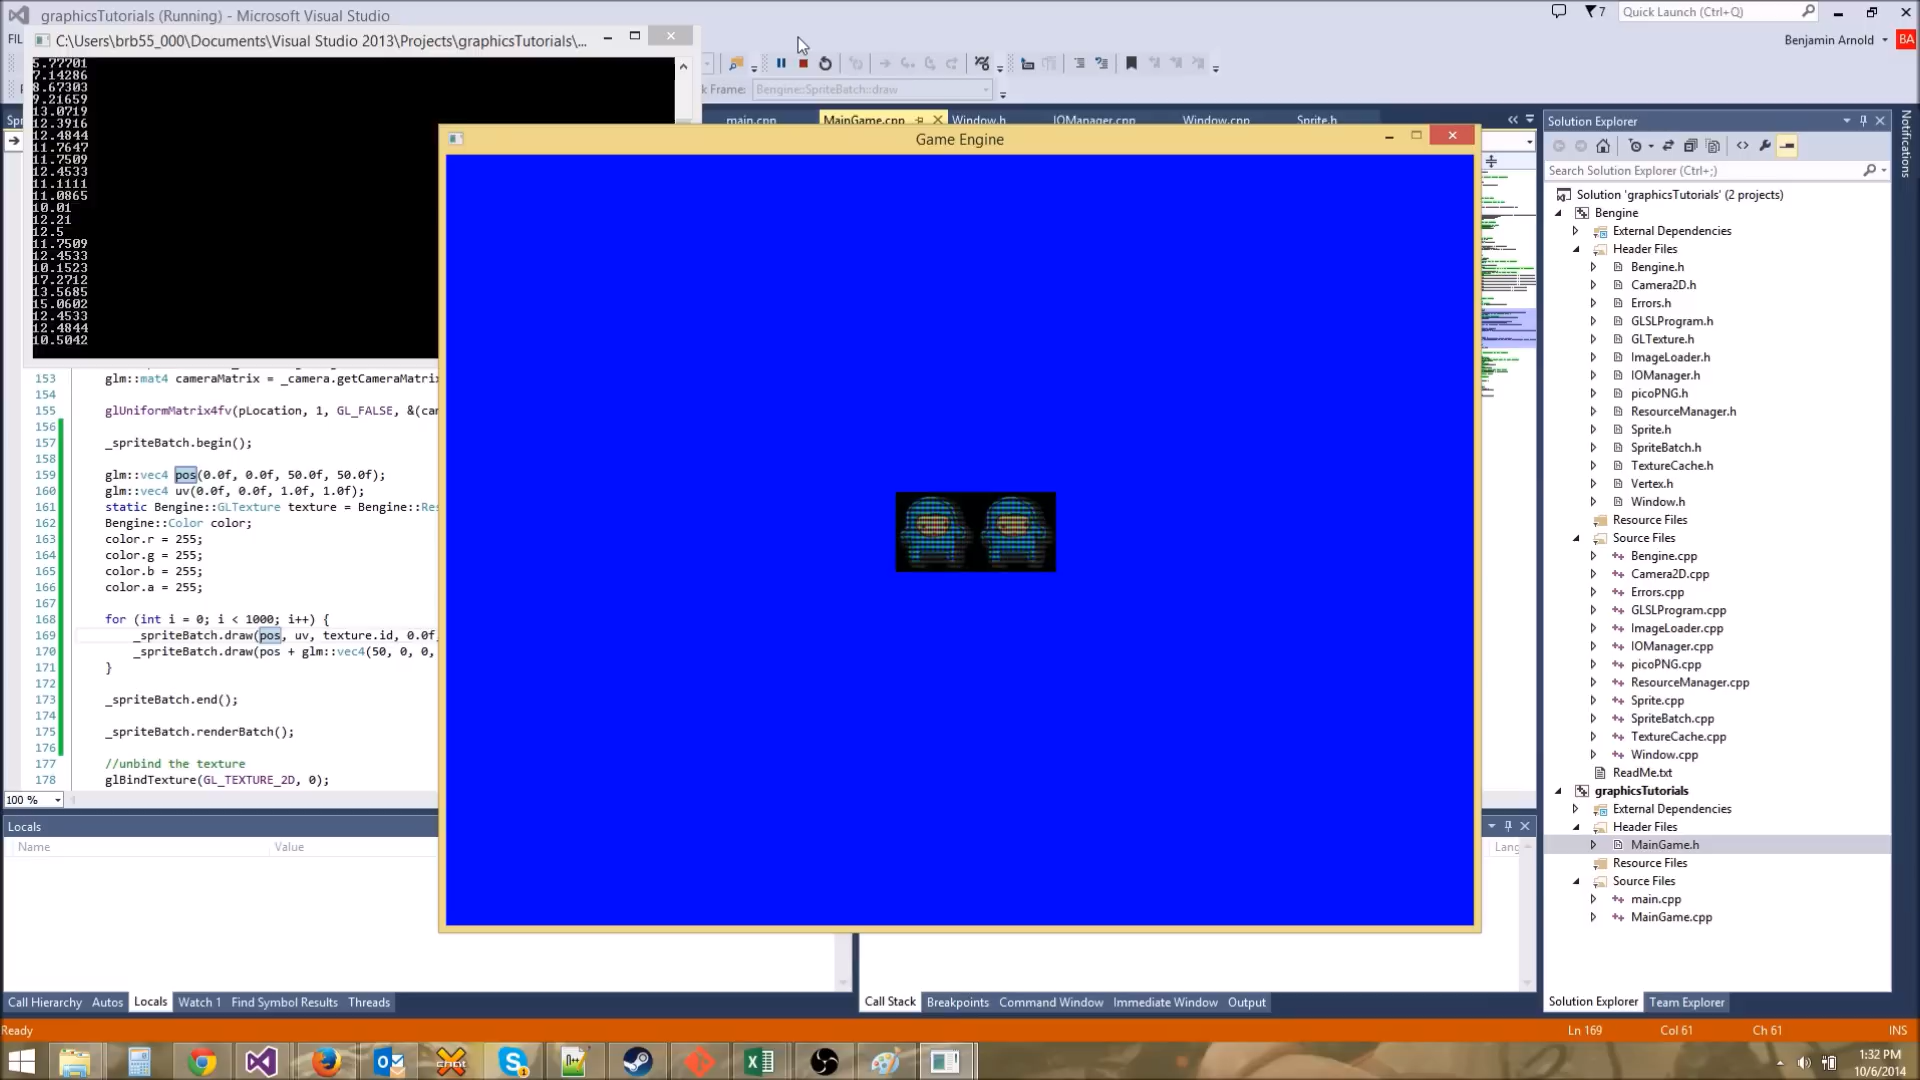 graphicsTutorials (Running) - Microsoft Visual Studio
7
Quick Launch (Ctrl+Q)
FIL
C:\Users\brb55_000\Documents\Visual Studio 2013\Projects\graphicsTutorials\...
Benjamin Arnold
BA
k Frame:
Bengine::SpriteBatch::draw
5.77701
7.14286
8.67303
9.21659
13.0719
12.3916
12.4844
11.7647
11.7509
12.4533
11.1111
11.0865
10.01
12.21
12.5
11.7509
12.4533
10.1523
17.2712
13.5685
15.0602
12.4533
12.4844
10.5042
Spr
main.cpp
MainGame.cpp
Window.h
IOManager.cpp
Window.cpp
Sprite.h
Game Engine
153 glm::mat4 cameraMatrix = _camera.getCameraMatrix
154
155 glUniformMatrix4fv(pLocation, 1, GL_FALSE, &(cam
156
157 _spriteBatch.begin();
158
159 glm::vec4 pos(0.0f, 0.0f, 50.0f, 50.0f);
160 glm::vec4 uv(0.0f, 0.0f, 1.0f, 1.0f);
161 static Bengine::GLTexture texture = Bengine::Res
162 Bengine::Color color;
163 color.r = 255;
164 color.g = 255;
165 color.b = 255;
166 color.a = 255;
167
168 for (int i = 0; i < 1000; i++) {
169 _spriteBatch.draw(pos, uv, texture.id, 0.0f,
170 _spriteBatch.draw(pos + glm::vec4(50, 0, 0,
171 }
172
173 _spriteBatch.end();
174
175 _spriteBatch.renderBatch();
176
177 //unbind the texture
178 glBindTexture(GL_TEXTURE_2D, 0);
100 %
Locals
Name
Value
Lang
Call Hierarchy
Autos
Locals
Watch 1
Find Symbol Results
Threads
Call Stack
Breakpoints
Command Window
Immediate Window
Output
Solution Explorer
Search Solution Explorer (Ctrl+;)
Solution 'graphicsTutorials' (2 projects)
Bengine
External Dependencies
Header Files
Bengine.h
Camera2D.h
Errors.h
GLSLProgram.h
GLTexture.h
ImageLoader.h
IOManager.h
picoPNG.h
ResourceManager.h
Sprite.h
SpriteBatch.h
TextureCache.h
Vertex.h
Window.h
Resource Files
Source Files
Bengine.cpp
Camera2D.cpp
Errors.cpp
GLSLProgram.cpp
ImageLoader.cpp
IOManager.cpp
picoPNG.cpp
ResourceManager.cpp
Sprite.cpp
SpriteBatch.cpp
TextureCache.cpp
Window.cpp
ReadMe.txt
graphicsTutorials
External Dependencies
Header Files
MainGame.h
Resource Files
Source Files
main.cpp
MainGame.cpp
Solution Explorer
Team Explorer
Notifications
Ready
Ln 169
Col 61
Ch 61
INS
1:32 PM
10/6/2014